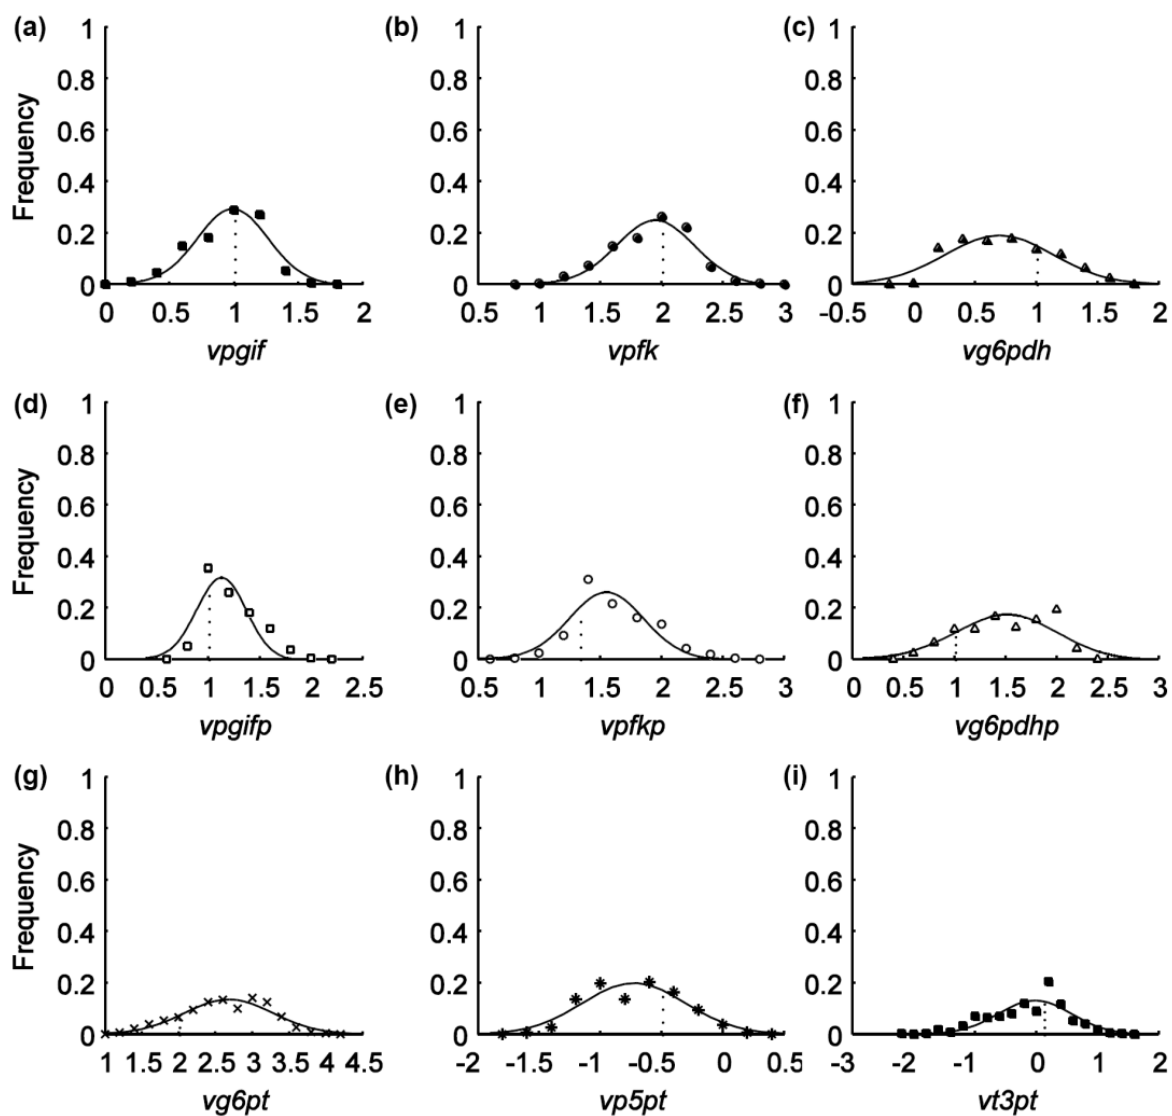 (a) (b) (c)
1 1 1
0.8 0.8 0.8
0.6 0.6 0.6
0.4 0.4 0.4
0.2 0.2 0.2
0 0 0
Frequency
0 0.5 1 1.5 2 0.5 1 1.5 2 2.5 3 -0.5 0 0.5 1 1.5 2
vpgif vpfk vg6pdh
(d) (e) (f)
1 1 1
0.8 0.8 0.8
0.6 0.6 0.6
0.4 0.4 0.4
0.2 0.2 0.2
0 0 0
Frequency
0 0.5 1 1.5 2 2.5 0.5 1 1.5 2 2.5 3 0 0.5 1 1.5 2 2.5 3
vpgifp vpfkp vg6pdhp
(g) (h) (i)
1 1 1
0.8 0.8 0.8
0.6 0.6 0.6
0.4 0.4 0.4
0.2 0.2 0.2
0 0 0
Frequency
1 1.5 2 2.5 3 3.5 4 4.5 -2 -1.5 -1 -0.5 0 0.5 -3 -2 -1 0 1 2
vg6pt vp5pt vt3pt